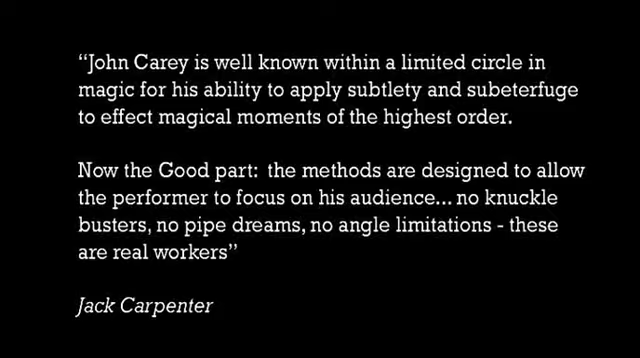 “John Carey is well known within a limited circle in
magic for his ability to apply subtlety and subeterfuge
to effect magical moments of the highest order.
Now the Good part:  the methods are designed to allow
the performer to focus on his audience... no knuckle
busters, no pipe dreams, no angle limitations - these
are real workers”
Jack Carpenter